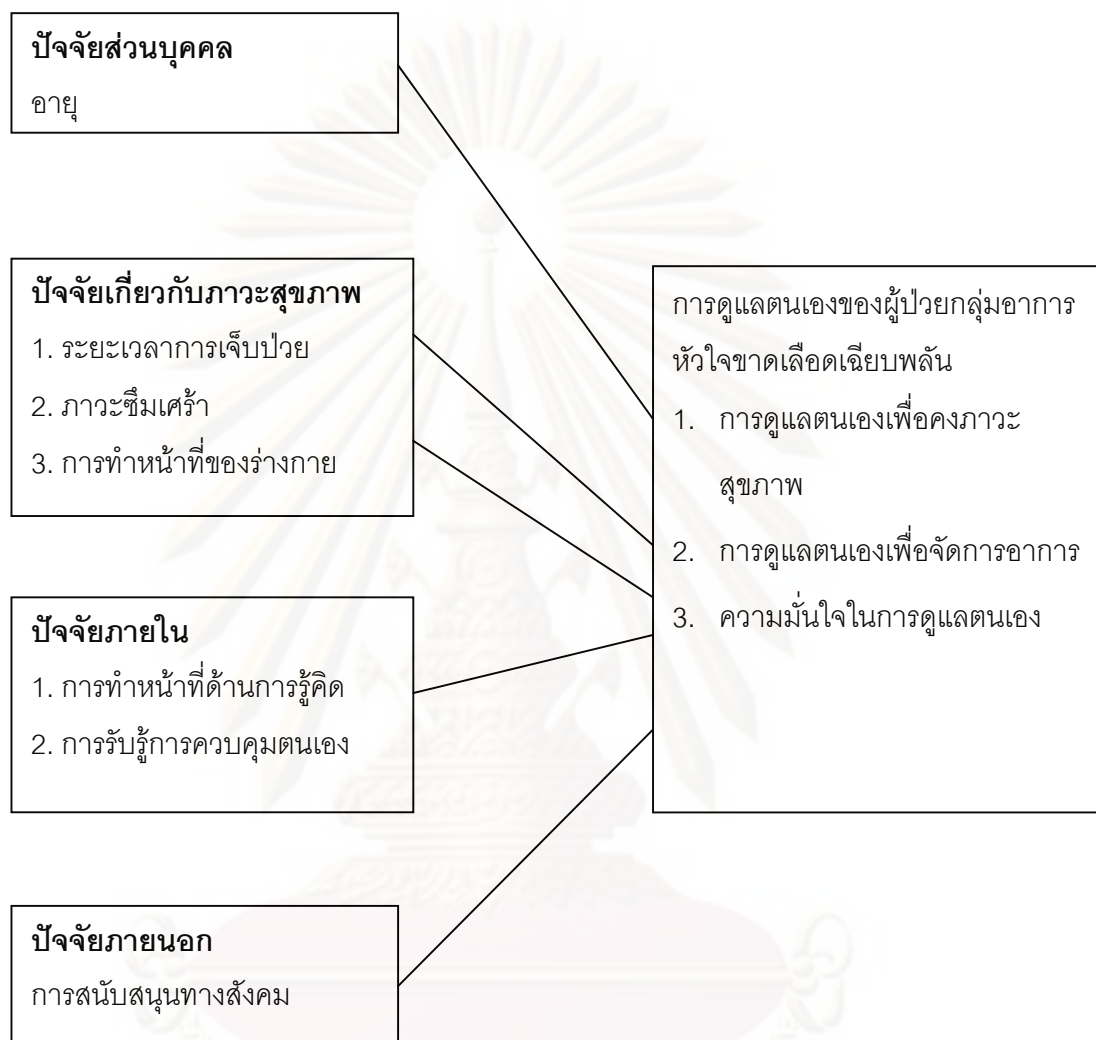 ปัจจัยส่วนบุคคล
อายุ
ปัจจัยเกี่ยวกับภาวะสุขภาพ
1. ระยะเวลาการเจ็บป่วย
2. ภาวะซึมเศร้า
3. การทำหน้าที่ของร่างกาย
ปัจจัยภายใน
1. การทำหน้าที่ด้านการรู้คิด
2. การรับรู้การควบคุมตนเอง
ปัจจัยภายนอก
การสนับสนุนทางสังคม
การดูแลตนเองของผู้ป่วยกลุ่มอาการ
หัวใจขาดเลือดเฉียบพลัน
1. การดูแลตนเองเพื่อคงภาวะ
สุขภาพ
2. การดูแลตนเองเพื่อจัดการอาการ
3. ความมั่นใจในการดูแลตนเอง